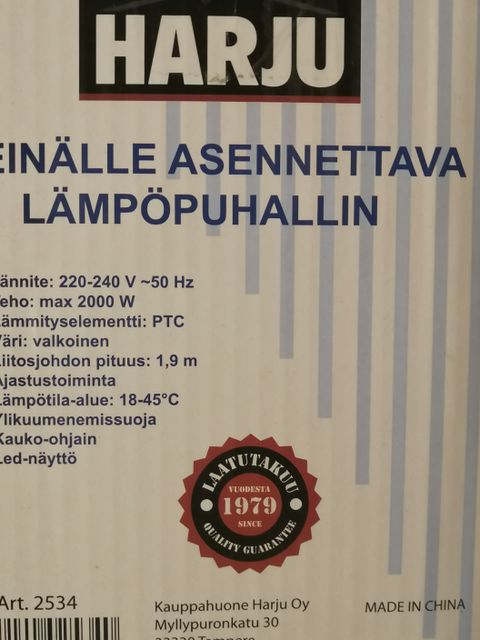 HARJU
EINÄLLE ASENNETTAVA
LÄMPÖPUHALLIN
ännite: 220-240 V ~50 Hz
eho: max 2000 W
ämmityselementti: PTC
äri: valkoinen
iitosjohdon pituus: 1,9 m
Ajastustoiminta
Lämpötila-alue: 18-45°C
Ylikuumenemissuoja
Kauko-ohjain
Led-näyttö
LAATUTAKUU
VUODESTA
1979
SINCE
QUALITY GUARANTEE
Art. 2534
Kauppahuone Harju Oy
MADE IN CHINA
Myllypuronkatu 30
33330 Tampere